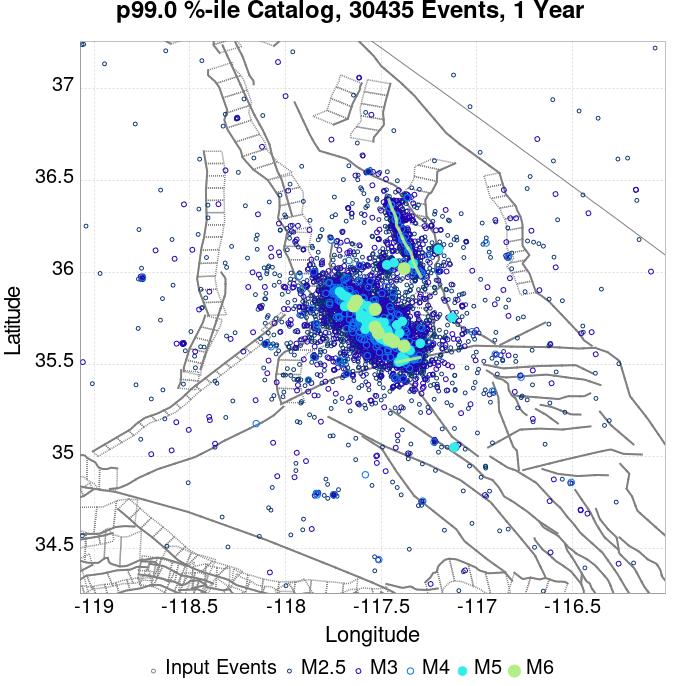 p99.0 %-ile Catalog, 30435 Events, 1 Year
37
36.5
36
35.5
35
34.5
Latitude
-119 -118.5 -118 -117.5 -117 -116.5
Longitude
Input Events M2.5 M3 M4 M5 M6